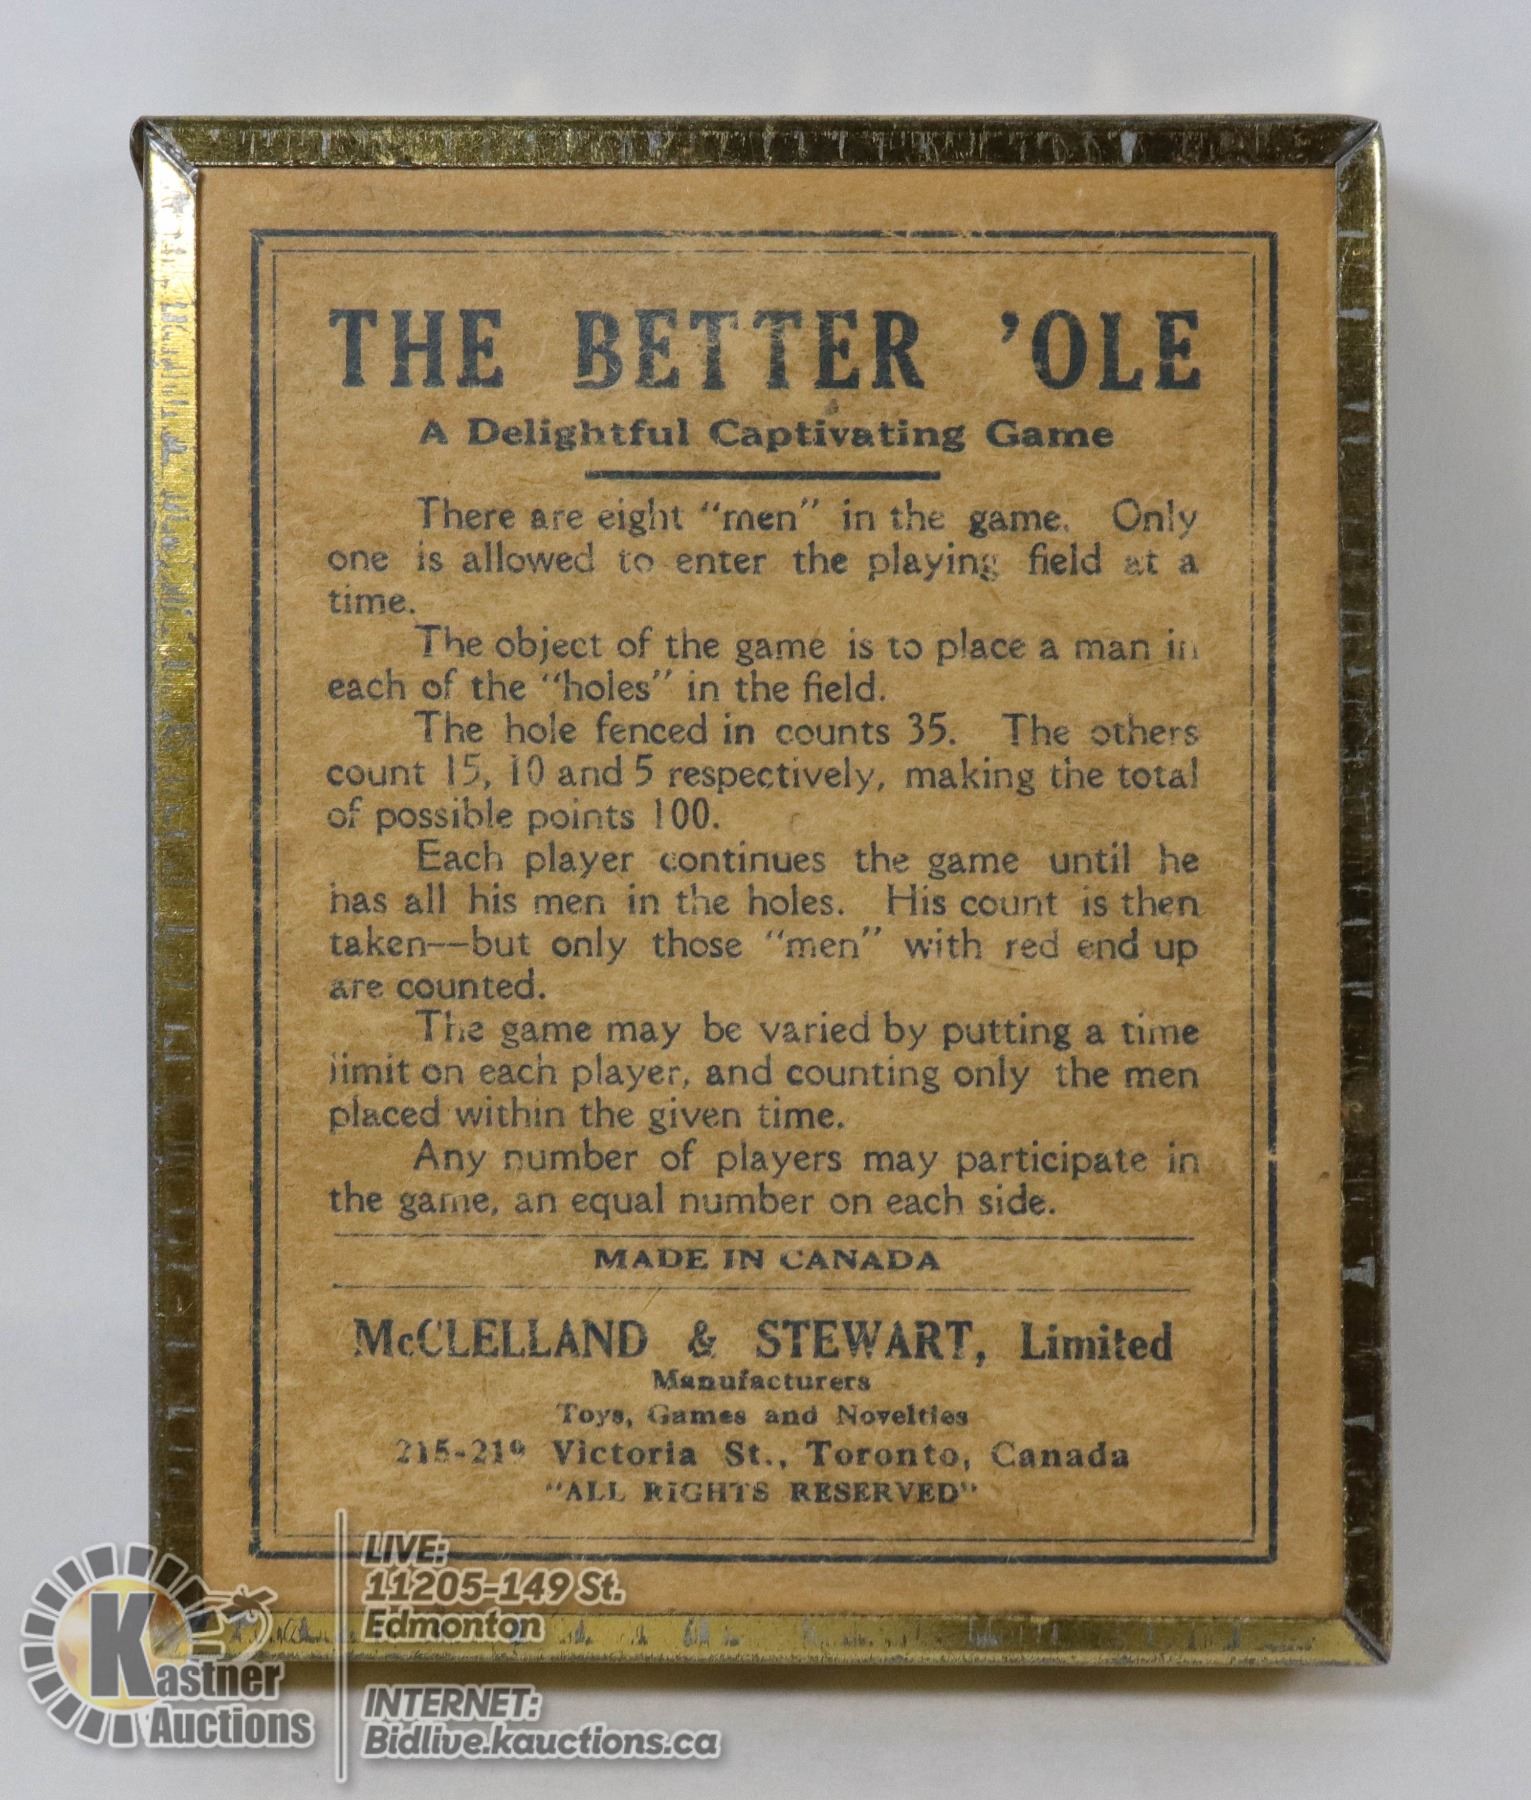 THE BETTER 'OLE
A Delightful Captivating Game
There are eight "men" in the game. Only
one is allowed to enter the playing field at a
time.
The object of the game is to place a man in
each of the "holes" in the field.
The hole fenced in counts 35. The others
count 15, 10 and 5 respectively, making the total
of possible points 100.
Each player continues the game until he
has all his men in the holes. His count is then
taken--but only those "men" with red end up
are counted.
The game may be varied by putting a time
limit on each player, and counting only the men
placed within the given time.
Any number of players may participate in
the game, an equal number on each side.
MADE IN CANADA
McCLELLAND & STEWART, Limited
Manufacturers
Toys, Games and Novelties
215-219 Victoria St., Toronto, Canada
"ALL RIGHTS RESERVED"
Kastner
Auctions
LIVE:
11205-149 St.
Edmonton
INTERNET:
Bidlive.kauctions.ca